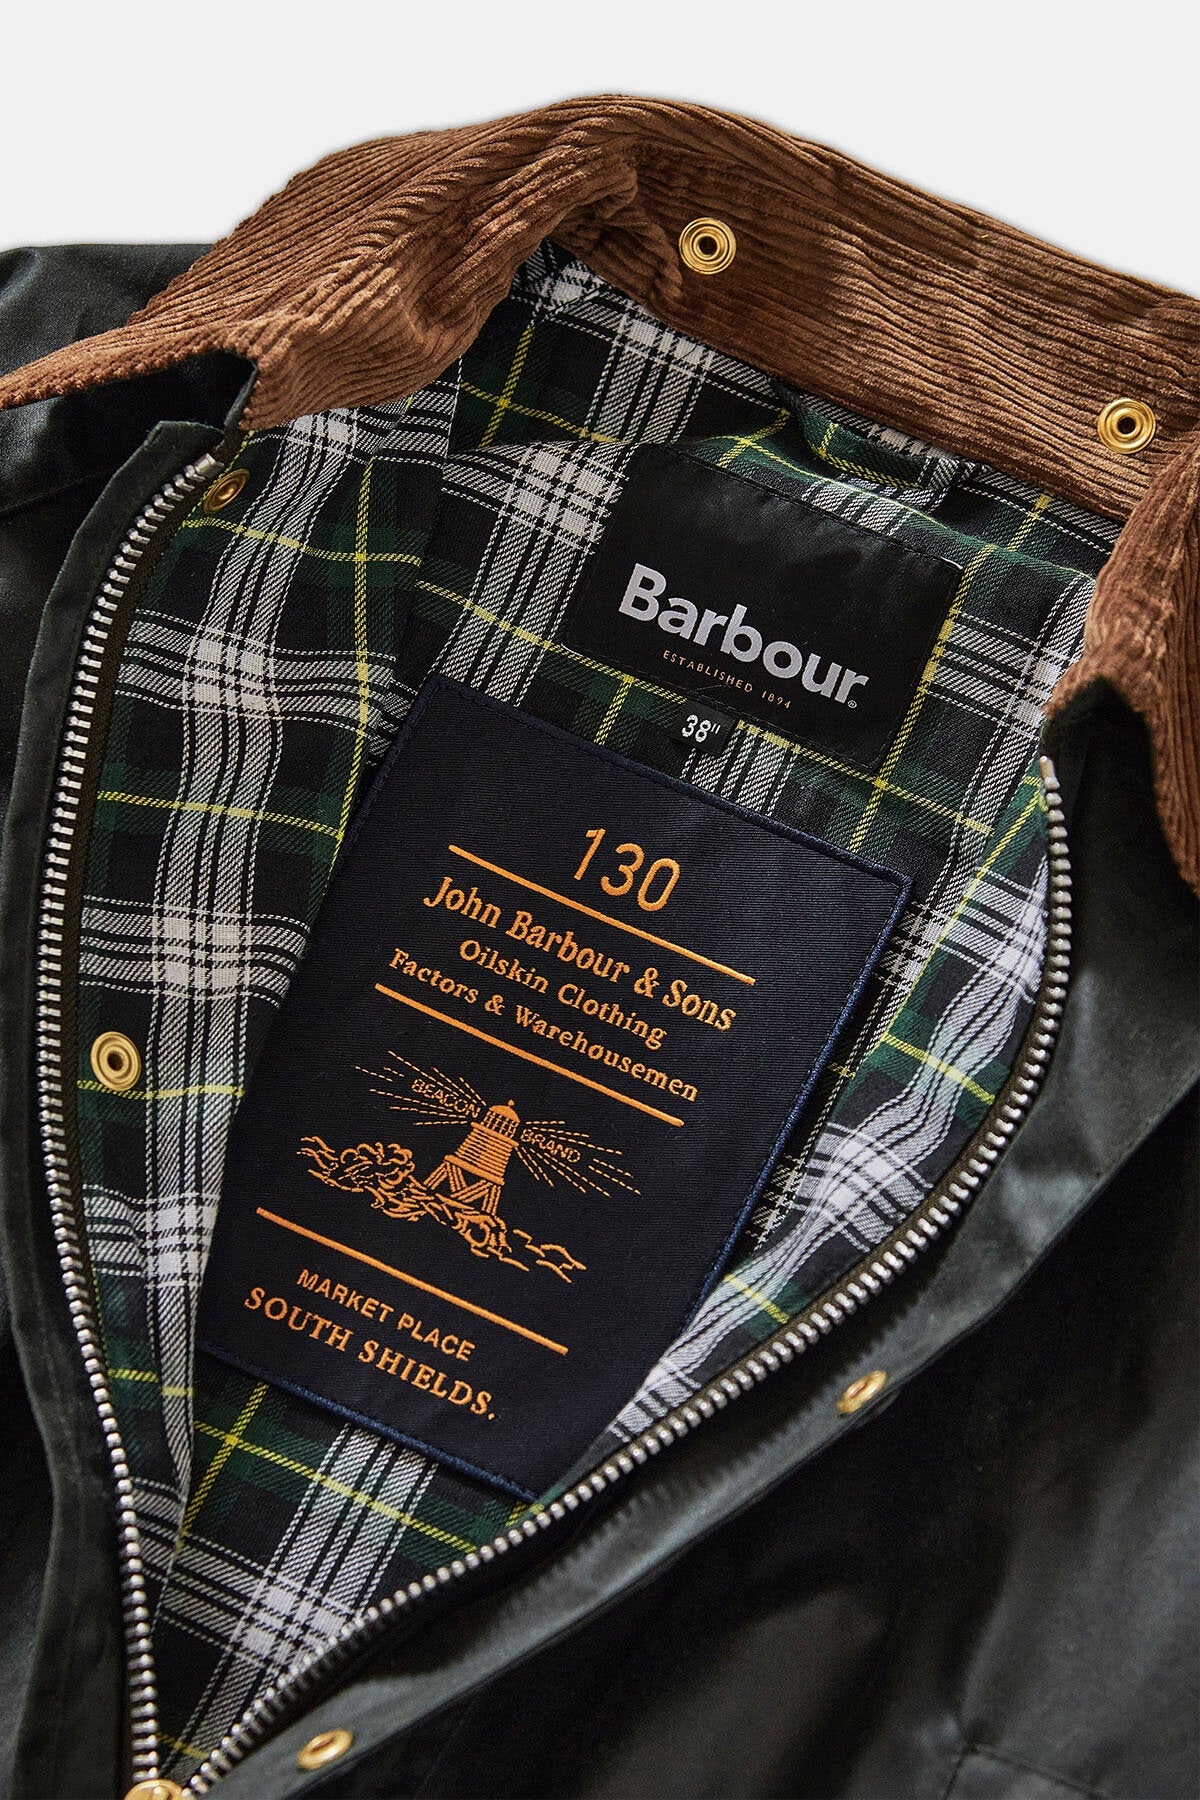 Barbour®
ESTABLISHED 1894
38"
130
John Barbour & Sons
Oilskin Clothing
Factors & Warehousemen
BEACON BRAND
MARKET PLACE
SOUTH SHIELDS.